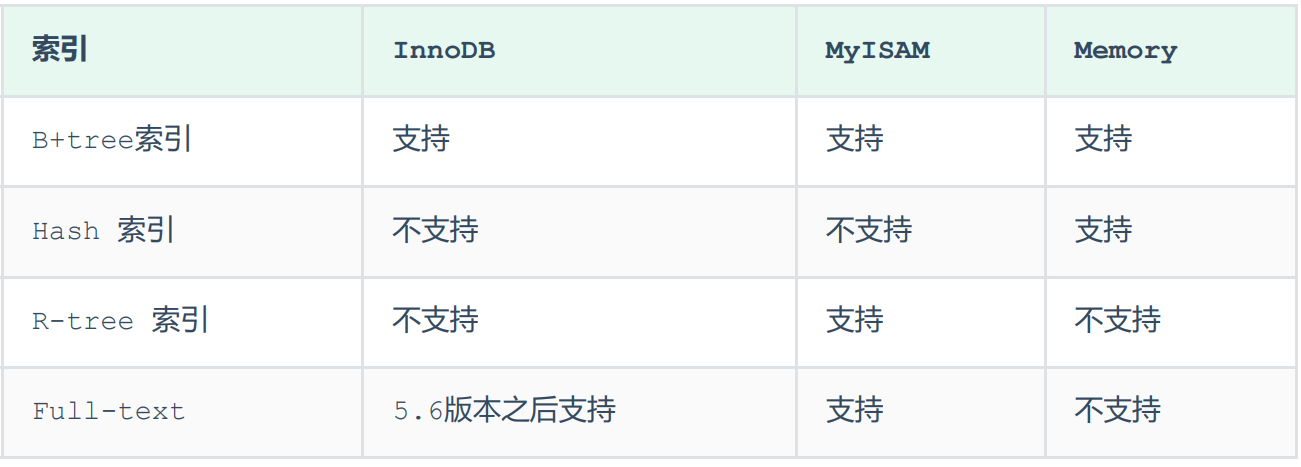 索引 InnoDB MyISAM Memory
B+tree索引 支持 支持 支持
Hash 索引 不支持 不支持 支持
R-tree 索引 不支持 支持 不支持
Full-text 5.6版本之后支持 支持 不支持